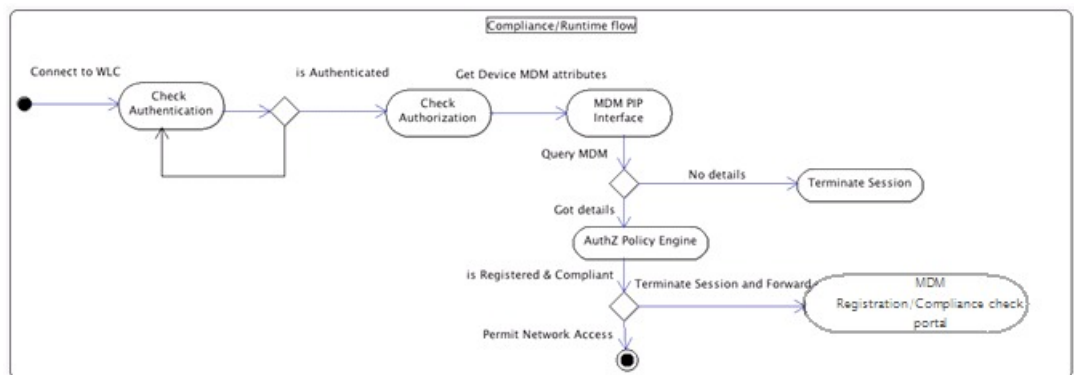 Compliance/Runtime flow
Connect to WLC
is Authenticated
Get Device MDM attributes
Check
Authentication
Check
Authorization
MDM PIP
Interface
Query MDM
No details
Terminate Session
Got details
AuthZ Policy Engine
is Registered & Compliant
Terminate Session and Forward
MDM
Registration/Compliance check
portal
Permit Network Access